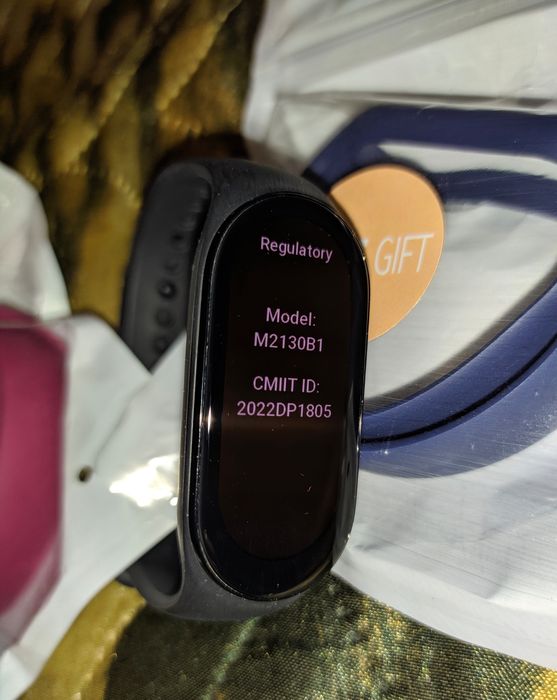 Regulatory
Model:
M2130B1
CMIIT ID:
2022DP1805
GIFT